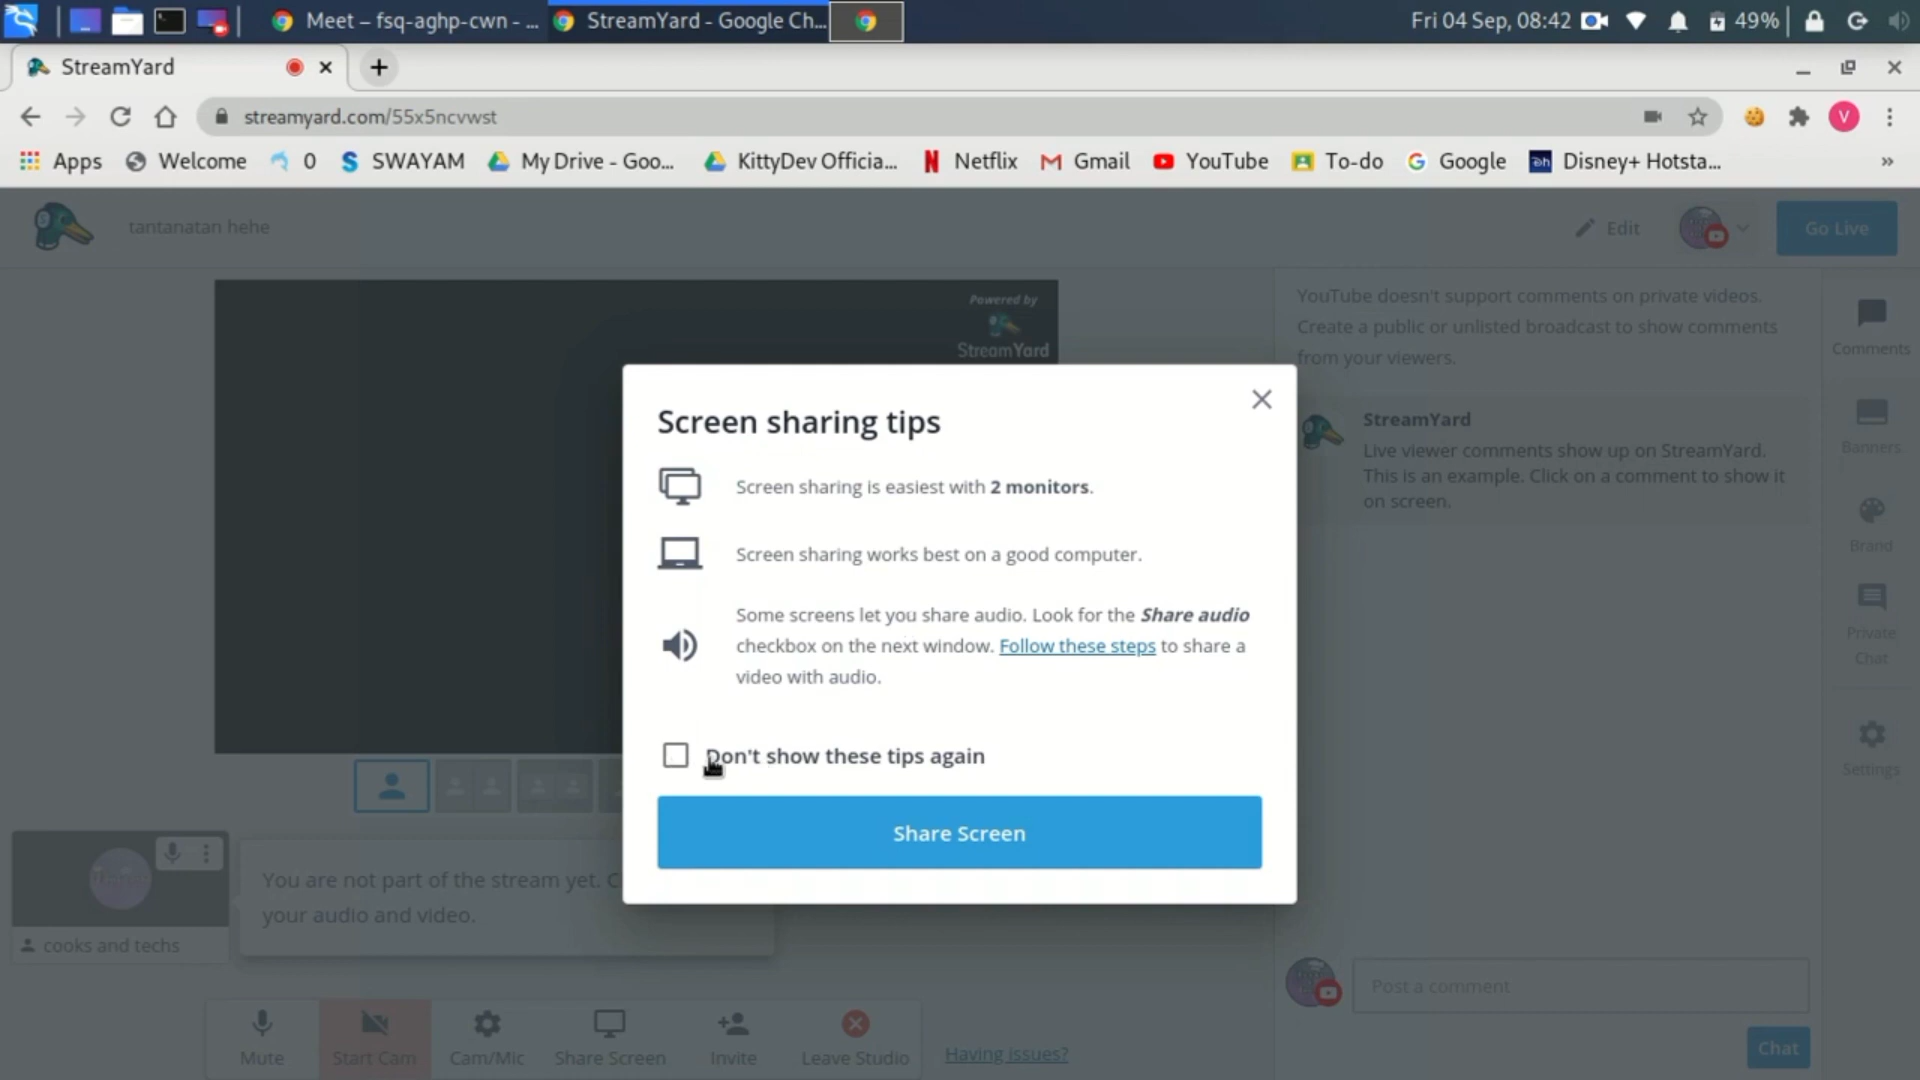 Meet – fsq-aghp-cwn - ...
StreamYard - Google Ch...
Fri 04 Sep, 08:42
49%
StreamYard
streamyard.com/55x5ncvwst
V
Apps
Welcome
0
SWAYAM
My Drive - Goo...
KittyDev Officia...
Netflix
Gmail
YouTube
To-do
Google
Disney+ Hotsta...
»
tantanatan hehe
Edit
Go Live
Powered by
StreamYard
YouTube doesn't support comments on private videos.
Create a public or unlisted broadcast to show comments
from your viewers.
StreamYard
Live viewer comments show up on StreamYard.
This is an example. Click on a comment to show it
on screen.
Comments
Banners
Brand
Private
Chat
Settings
Screen sharing tips
Screen sharing is easiest with 2 monitors.
Screen sharing works best on a good computer.
Some screens let you share audio. Look for the Share audio
checkbox on the next window. Follow these steps to share a
video with audio.
Don't show these tips again
Share Screen
You are not part of the stream yet. C
your audio and video.
cooks and techs
Post a comment
Chat
Mute
Start Cam
Cam/Mic
Share Screen
Invite
Leave Studio
Having issues?